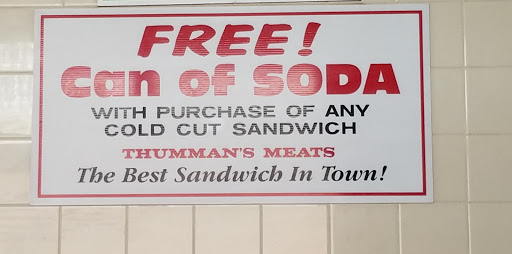 FREE!
Can of SODA
WITH PURCHASE OF ANY
COLD CUT SANDWICH
THUMMAN'S MEATS
The Best Sandwich In Town!